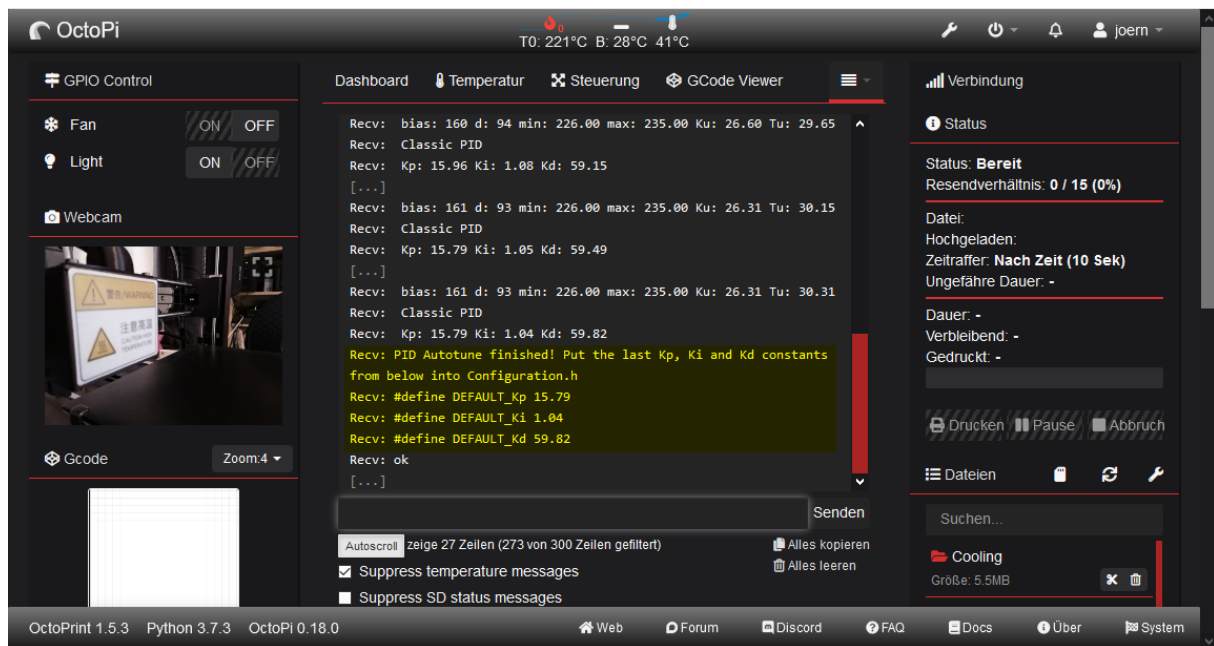 OctoPi
0
T0: 221°C B: 28°C 41°C
joern
GPIO Control
Fan ON OFF
Light ON OFF
Webcam
警告/WARNING
注意高温
CAUTION HIGH
TEMPERATURE
Gcode Zoom:4
Dashboard Temperatur Steuerung GCode Viewer
Recv: bias: 160 d: 94 min: 226.00 max: 235.00 Ku: 26.60 Tu: 29.65
Recv: Classic PID
Recv: Kp: 15.96 Ki: 1.08 Kd: 59.15
[...]
Recv: bias: 161 d: 93 min: 226.00 max: 235.00 Ku: 26.31 Tu: 30.15
Recv: Classic PID
Recv: Kp: 15.79 Ki: 1.05 Kd: 59.49
[...]
Recv: bias: 161 d: 93 min: 226.00 max: 235.00 Ku: 26.31 Tu: 30.31
Recv: Classic PID
Recv: Kp: 15.79 Ki: 1.04 Kd: 59.82
Recv: PID Autotune finished! Put the last Kp, Ki and Kd constants
from below into Configuration.h
Recv: #define DEFAULT_Kp 15.79
Recv: #define DEFAULT_Ki 1.04
Recv: #define DEFAULT_Kd 59.82
Recv: ok
[...]
Senden
Autoscroll zeige 27 Zeilen (273 von 300 Zeilen gefiltert)
Alles kopieren
Alles leeren
Suppress temperature messages
Suppress SD status messages
Verbindung
Status
Status: Bereit
Resendverhältnis: 0 / 15 (0%)
Datei:
Hochgeladen:
Zeitraffer: Nach Zeit (10 Sek)
Ungefähre Dauer: -
Dauer: -
Verbleibend: -
Gedruckt: -
Drucken Pause Abbruch
Dateien
Suchen...
Cooling
Größe: 5.5MB
OctoPrint 1.5.3 Python 3.7.3 OctoPi 0.18.0 Web Forum Discord FAQ Docs Über System